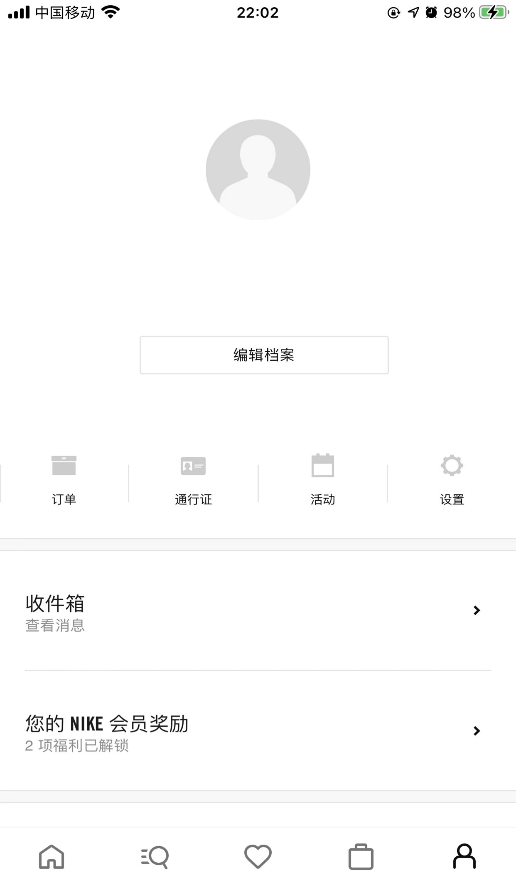 中国移动 22:02 98%
编辑档案
订单 通行证 活动 设置
收件箱
查看消息
您的 NIKE 会员奖励
2 项福利已解锁